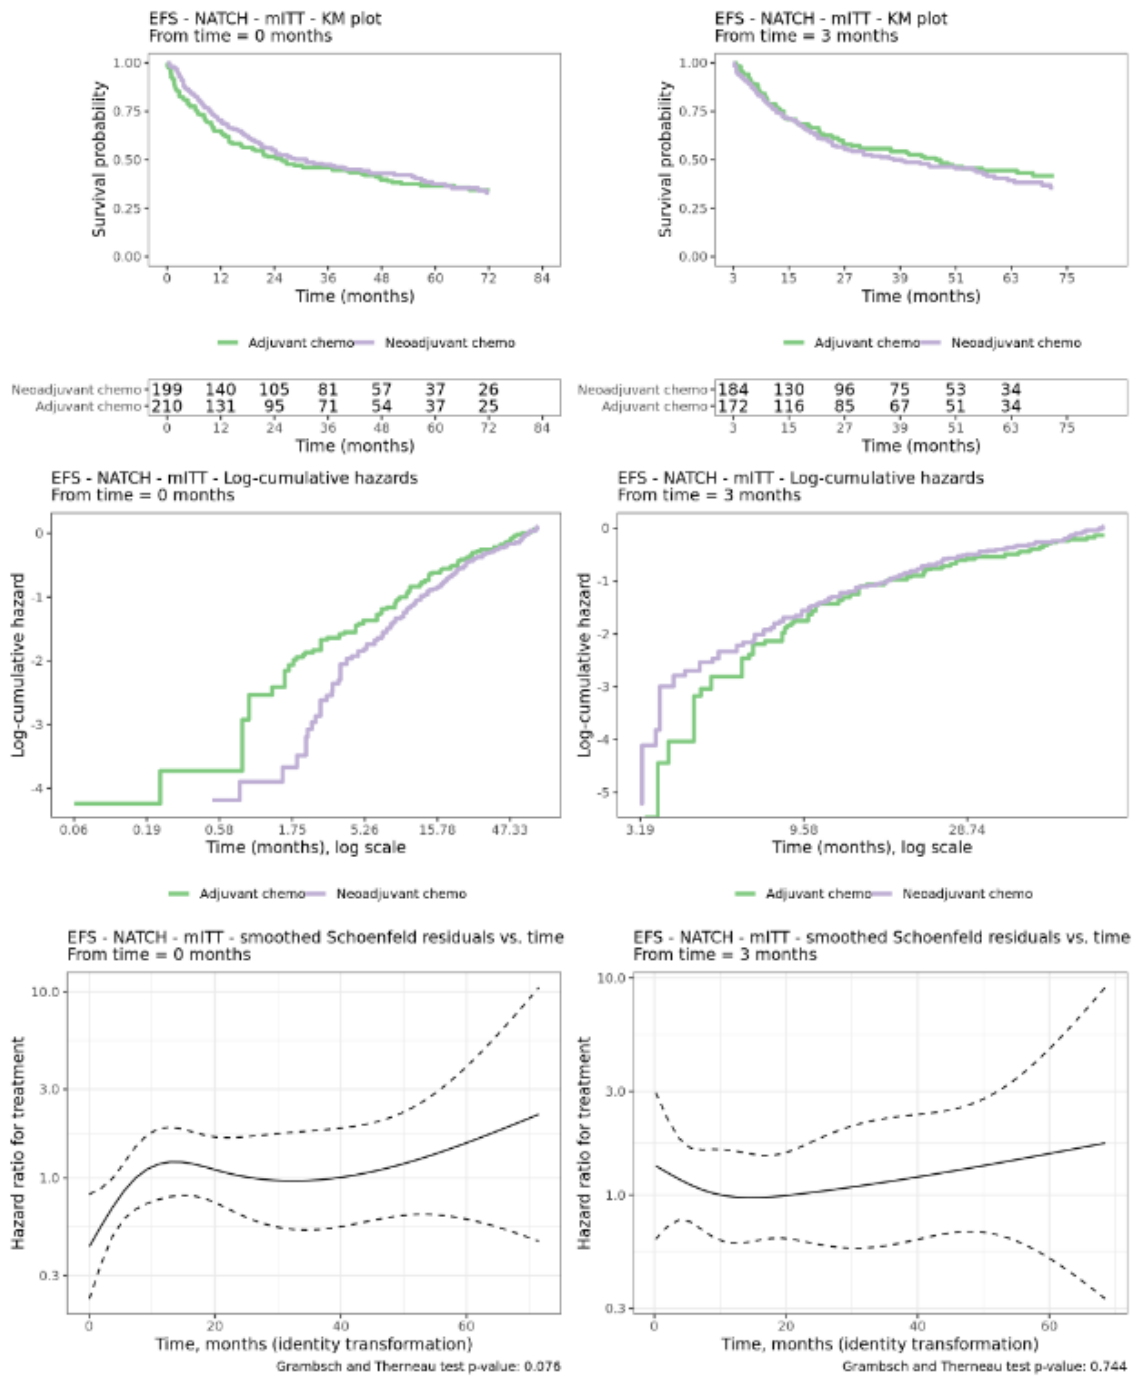 EFS - NATCH - mITT - KM plot
From time = 0 months
Survival probability
1.00
0.75
0.50
0.25
0.00
0 12 24 36 48 60 72 84
Time (months)
Adjuvant chemo Neoadjuvant chemo
Neoadjuvant chemo 199 140 105 81 57 37 26
Adjuvant chemo 210 131 95 71 54 37 25
0 12 24 36 48 60 72 84
Time (months)
EFS - NATCH - mITT - KM plot
From time = 3 months
Survival probability
1.00
0.75
0.50
0.25
0.00
3 15 27 39 51 63 75
Time (months)
Adjuvant chemo Neoadjuvant chemo
Neoadjuvant chemo 184 130 96 75 53 34
Adjuvant chemo 172 116 85 67 51 34
3 15 27 39 51 63 75
Time (months)
EFS - NATCH - mITT - Log-cumulative hazards
From time = 0 months
Log-cumulative hazard
0
-1
-2
-3
-4
0.06 0.19 0.58 1.75 5.26 15.78 47.33
Time (months), log scale
Adjuvant chemo Neoadjuvant chemo
EFS - NATCH - mITT - Log-cumulative hazards
From time = 3 months
Log-cumulative hazard
0
-1
-2
-3
-4
-5
3.19 9.58 28.74
Time (months), log scale
Adjuvant chemo Neoadjuvant chemo
EFS - NATCH - mITT - smoothed Schoenfeld residuals vs. time
From time = 0 months
Hazard ratio for treatment
10.0
3.0
1.0
0.3
0 20 40 60
Time, months (identity transformation)
Grambsch and Therneau test p-value: 0.076
EFS - NATCH - mITT - smoothed Schoenfeld residuals vs. time
From time = 3 months
Hazard ratio for treatment
10.0
3.0
1.0
0.3
0 20 40 60
Time, months (identity transformation)
Grambsch and Therneau test p-value: 0.744